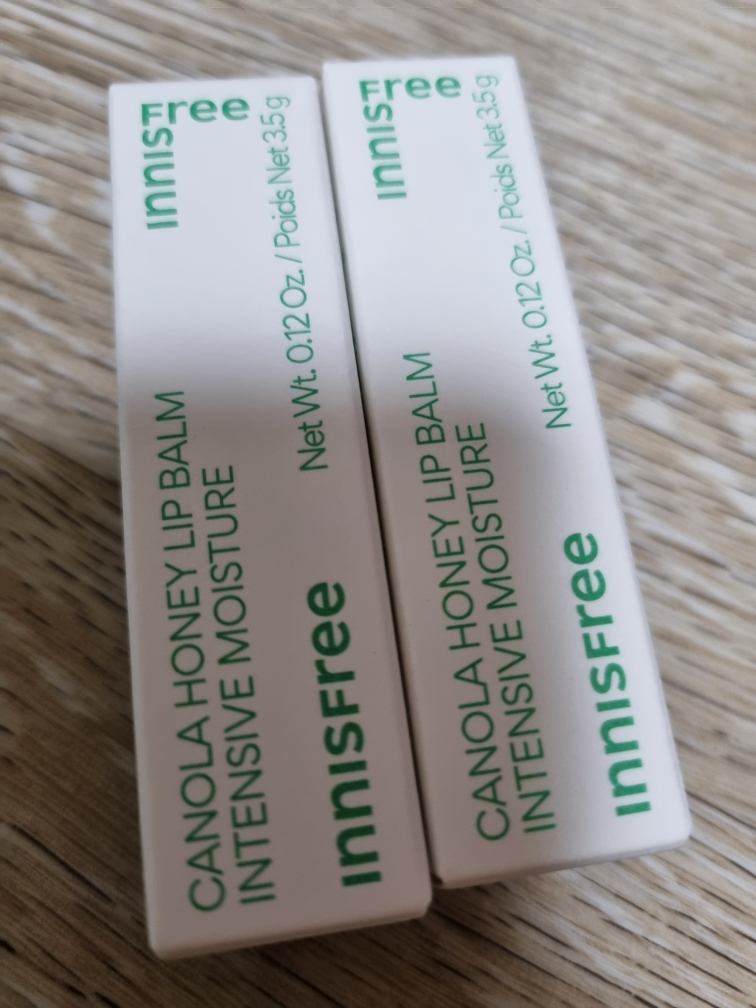 INNISFree
CANOLA HONEY LIP BALM
INTENSIVE MOISTURE
Net Wt. 0.12 Oz. / Poids Net 3.5 g
INNISFree
INNISFree
CANOLA HONEY LIP BALM
INTENSIVE MOISTURE
Net Wt. 0.12 Oz. / Poids Net 3.5 g
INNISFree